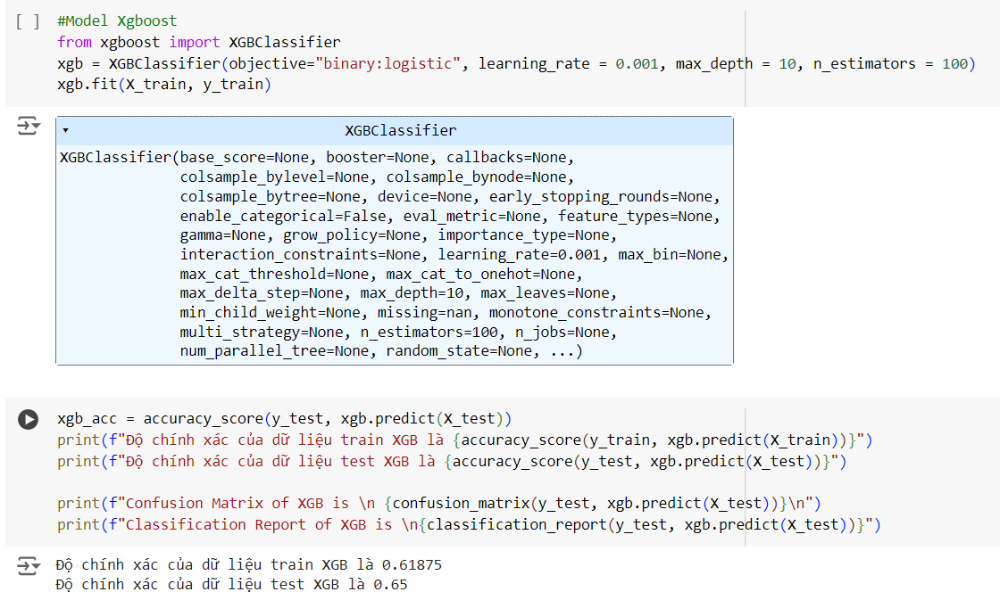 [ ] #Model Xgboost
from xgboost import XGBClassifier
xgb = XGBClassifier(objective="binary:logistic", learning_rate = 0.001, max_depth = 10, n_estimators = 100)
xgb.fit(X_train, y_train)
XGBClassifier
XGBClassifier(base_score=None, booster=None, callbacks=None,
colsample_bylevel=None, colsample_bynode=None,
colsample_bytree=None, device=None, early_stopping_rounds=None,
enable_categorical=False, eval_metric=None, feature_types=None,
gamma=None, grow_policy=None, importance_type=None,
interaction_constraints=None, learning_rate=0.001, max_bin=None,
max_cat_threshold=None, max_cat_to_onehot=None,
max_delta_step=None, max_depth=10, max_leaves=None,
min_child_weight=None, missing=nan, monotone_constraints=None,
multi_strategy=None, n_estimators=100, n_jobs=None,
num_parallel_tree=None, random_state=None, ...)
xgb_acc = accuracy_score(y_test, xgb.predict(X_test))
print(f"Độ chính xác của dữ liệu train XGB là {accuracy_score(y_train, xgb.predict(X_train))}")
print(f"Độ chính xác của dữ liệu test XGB là {accuracy_score(y_test, xgb.predict(X_test))}")
print(f"Confusion Matrix of XGB is \n {confusion_matrix(y_test, xgb.predict(X_test))}\n")
print(f"Classification Report of XGB is \n{classification_report(y_test, xgb.predict(X_test))}")
Độ chính xác của dữ liệu train XGB là 0.61875
Độ chính xác của dữ liệu test XGB là 0.65